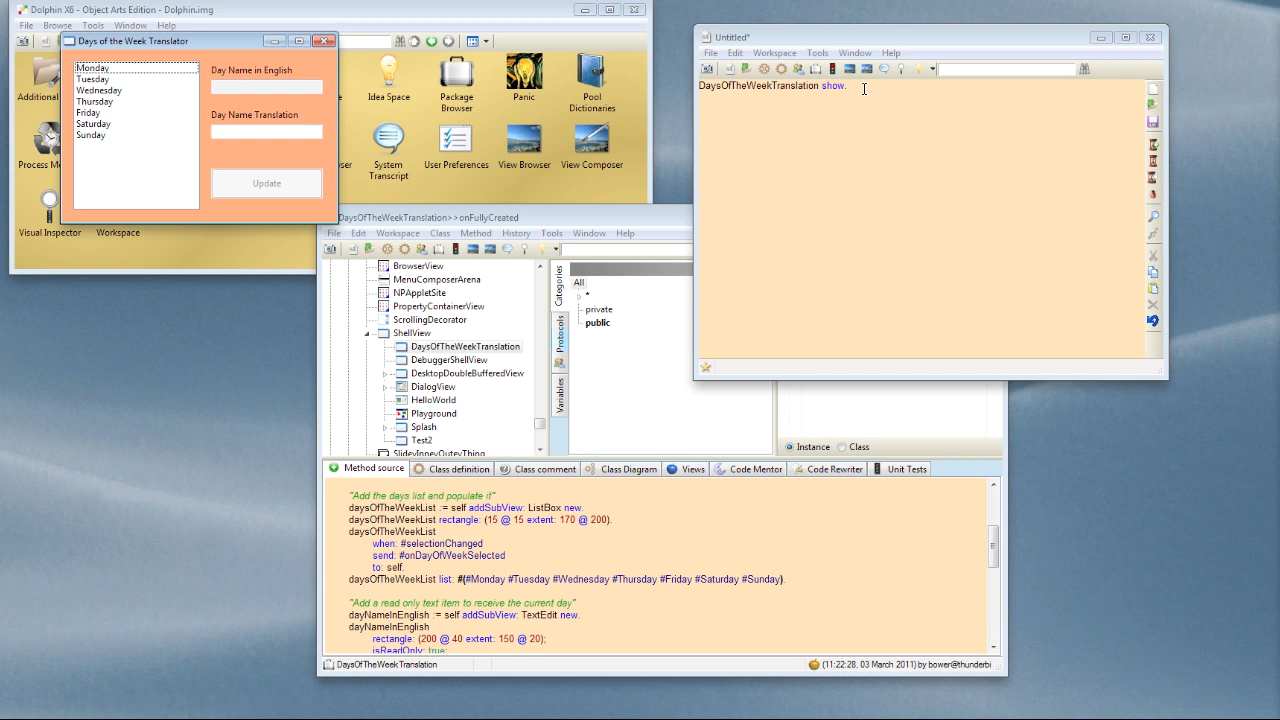 Dolphin X6 - Object Arts Edition - Dolphin.img
File Browse Tools Window Help
Days of the Week Translator
Monday
Tuesday
Wednesday
Thursday
Friday
Saturday
Sunday
Day Name in English
Day Name Translation
Update
Additional
Idea Space
Package
Browser
Panic
Pool
Dictionaries
Process M
System
Transcript
User Preferences
View Browser
View Composer
Visual Inspector
Workspace
Untitled*
File Edit Workspace Tools Window Help
DaysOfTheWeekTranslation show.
DaysOfTheWeekTranslation>>onFullyCreated
File Edit Workspace Class Method History Tools Window Help
BrowserView
MenuComposerArena
NPAppletSite
PropertyContainerView
ScrollingDecorator
ShellView
DaysOfTheWeekTranslation
DebuggerShellView
DesktopDoubleBufferedView
DialogView
HelloWorld
Playground
Splash
Test2
SlideyInneyOuteyThing
Categories
Protocols
Variables
All
*
private
public
Instance Class
Method source Class definition Class comment Class Diagram Views Code Mentor Code Rewriter Unit Tests
"Add the days list and populate it"
daysOfTheWeekList := self addSubView: ListBox new.
daysOfTheWeekList rectangle: (15 @ 15 extent: 170 @ 200).
daysOfTheWeekList
when: #selectionChanged
send: #onDayOfWeekSelected
to: self.
daysOfTheWeekList list: #(#Monday #Tuesday #Wednesday #Thursday #Friday #Saturday #Sunday).
"Add a read only text item to receive the current day"
dayNameInEnglish := self addSubView: TextEdit new.
dayNameInEnglish
rectangle: (200 @ 40 extent: 150 @ 20);
isReadOnly: true;
DaysOfTheWeekTranslation
(11:22:28, 03 March 2011) by bower@thunderbi